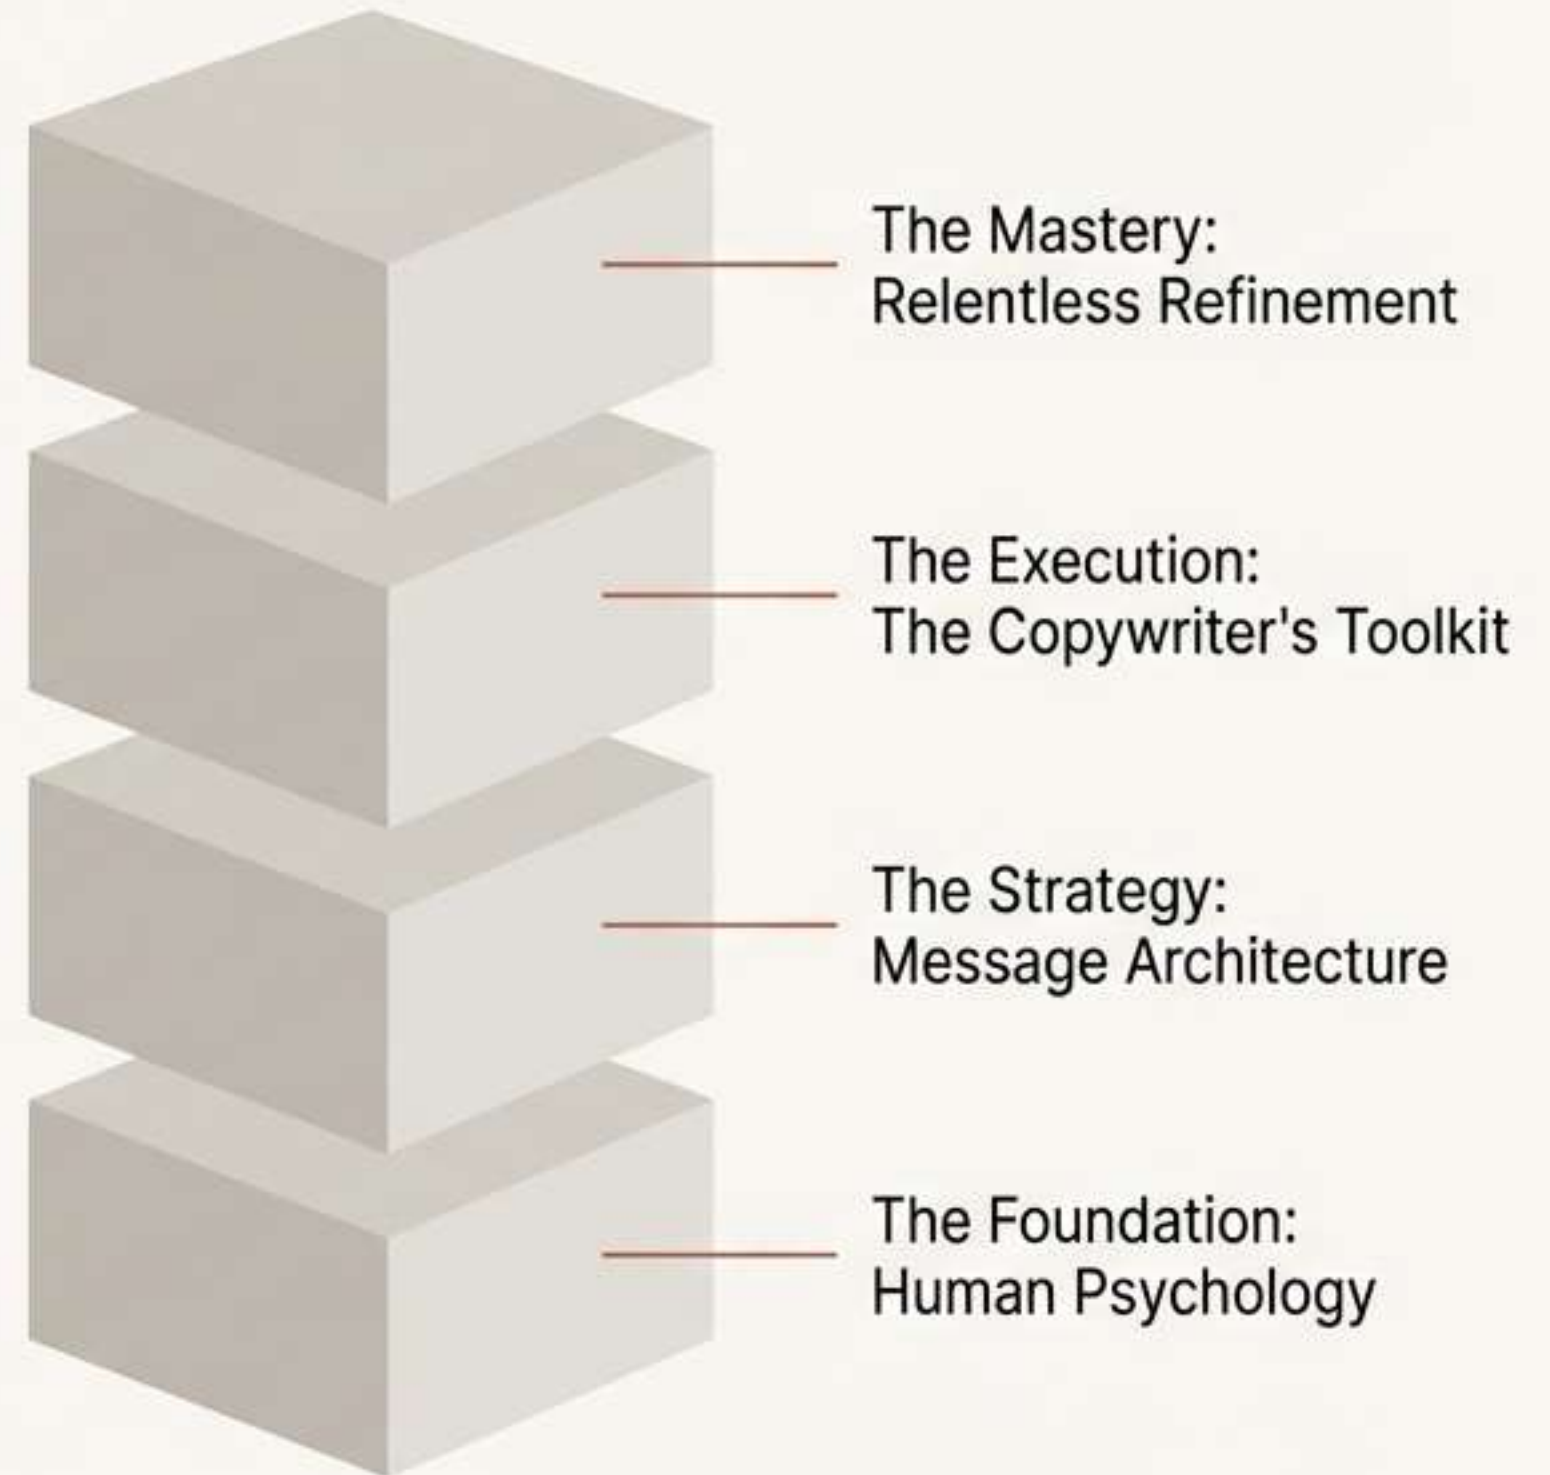 The Mastery:
Relentless Refinement
The Execution:
The Copywriter's Toolkit
The Strategy:
Message Architecture
The Foundation:
Human Psychology